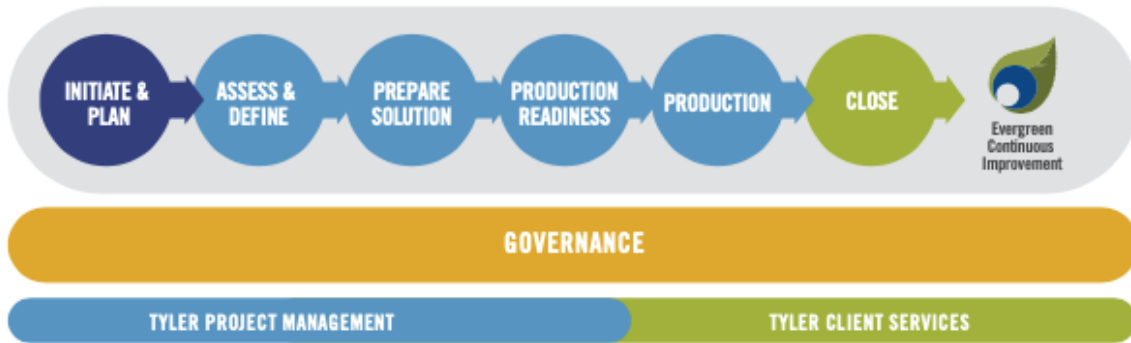 INITIATE &
PLAN
ASSESS &
DEFINE
PREPARE
SOLUTION
PRODUCTION
READINESS
PRODUCTION
CLOSE
Evergreen
Continuous
Improvement
GOVERNANCE
TYLER PROJECT MANAGEMENT
TYLER CLIENT SERVICES